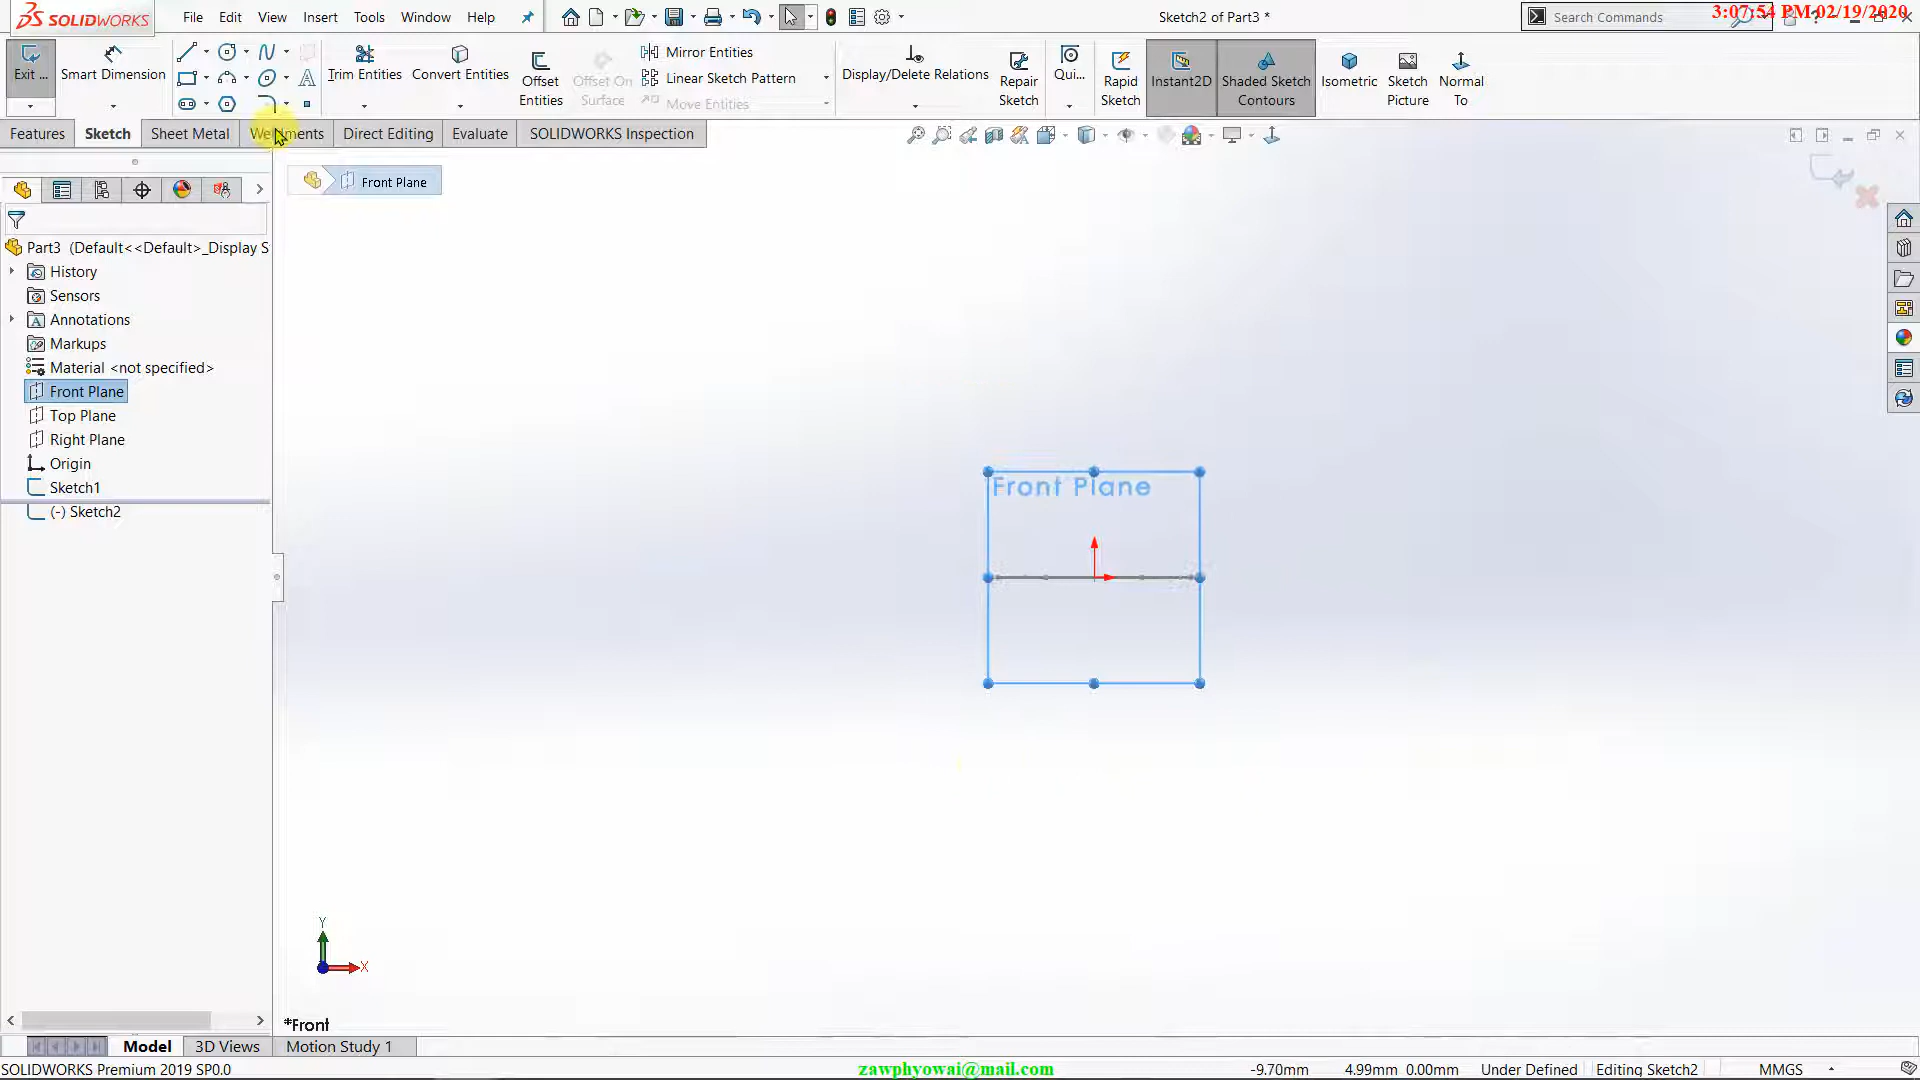 SOLIDWORKS File Edit View Insert Tools Window Help Sketch2 of Part3 * Search Commands 3:07:54 PM-02/19/2020
Exit ... Smart Dimension Trim Entities Convert Entities Offset Entities Offset On Surface Mirror Entities Display/Delete Relations Repair Sketch Qui... Rapid Sketch Instant2D Shaded Sketch Contours Isometric Sketch Picture Normal To
Linear Sketch Pattern
Move Entities
Features Sketch Sheet Metal Weldments Direct Editing Evaluate SOLIDWORKS Inspection
Front Plane
Part3 (Default<<Default>_Display S
History
Sensors
Annotations
Markups
Material <not specified>
Front Plane
Top Plane
Right Plane
Origin
Sketch1
(-) Sketch2
Front Plane
Y
X
*Front
Model 3D Views Motion Study 1
SOLIDWORKS Premium 2019 SP0.0 zawphyowai@mail.com -9.70mm 4.99mm 0.00mm Under Defined Editing Sketch2 MMGS